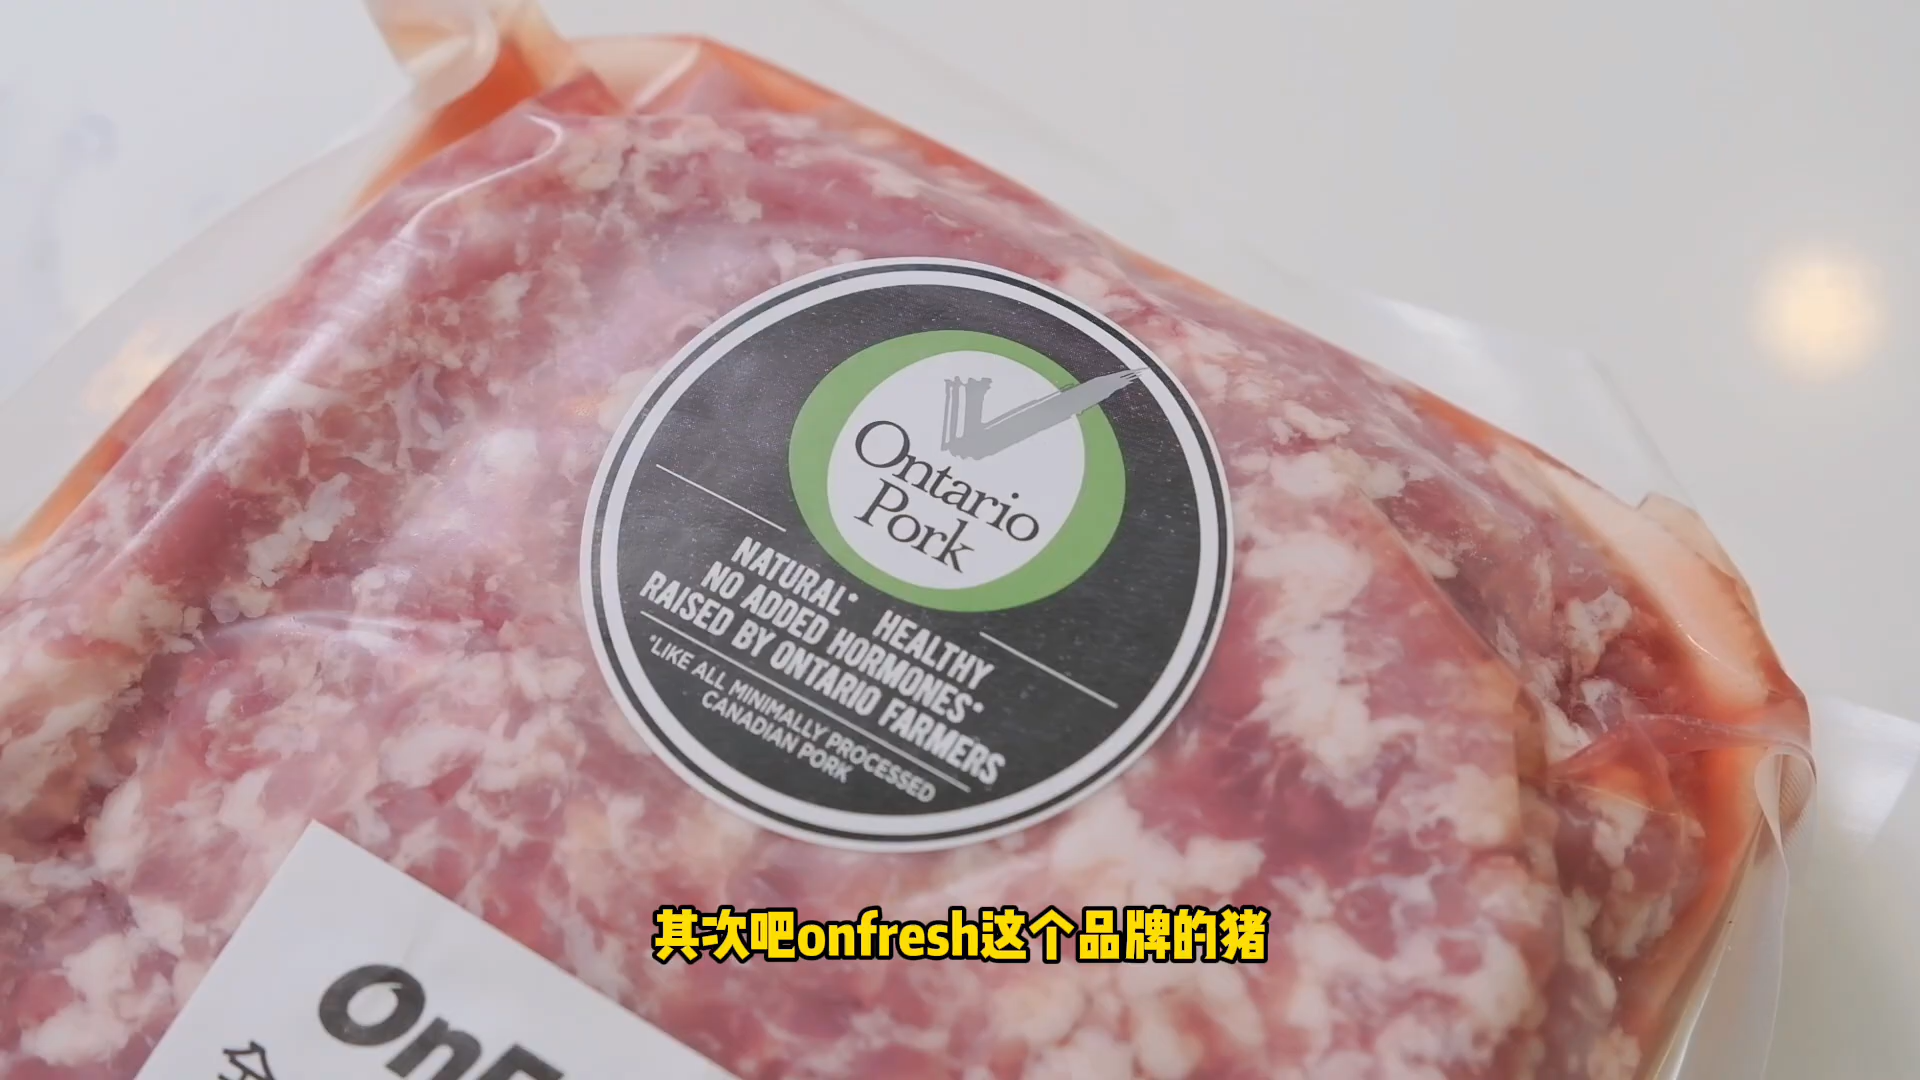 Ontario
Pork
NATURAL* HEALTHY
NO ADDED HORMONES*
RAISED BY ONTARIO FARMERS
*LIKE ALL MINIMALLY PROCESSED
CANADIAN PORK
其次吧onfresh这个品牌的猪
OnF